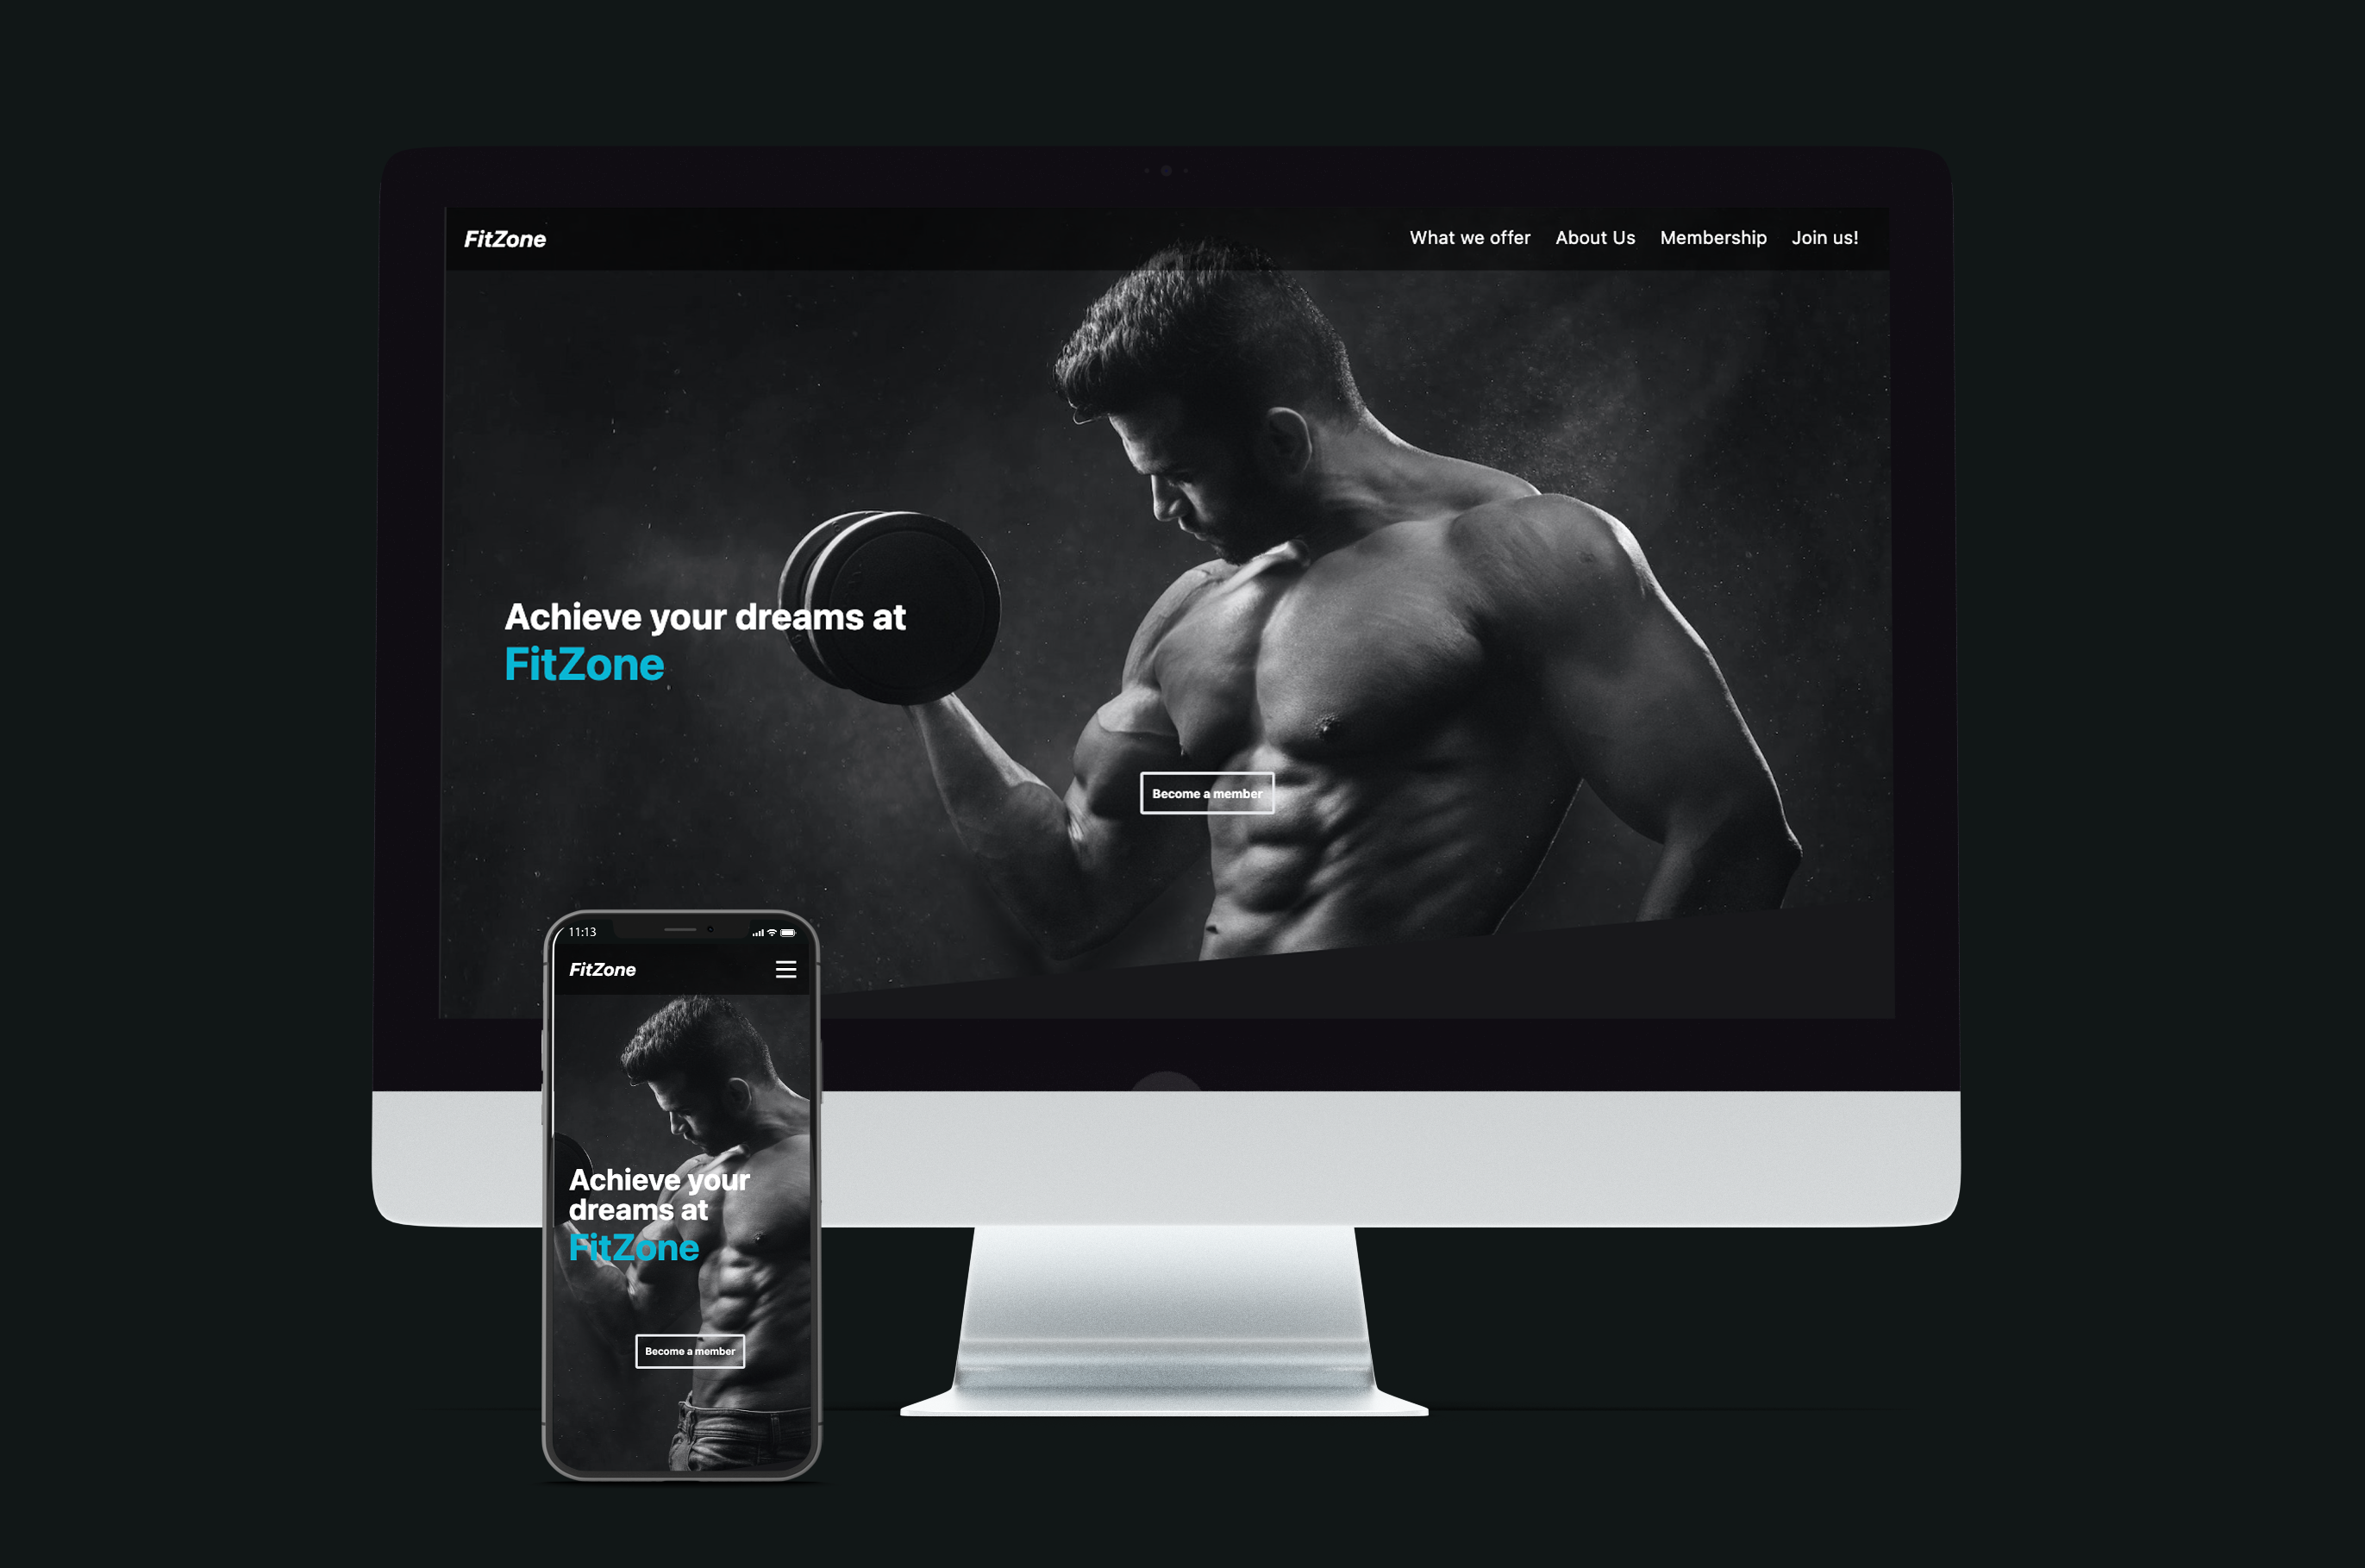 FitZone
What we offer About Us Membership Join us!
Achieve your dreams at
FitZone
Become a member
11:13
FitZone
Achieve your
dreams at
FitZone
Become a member